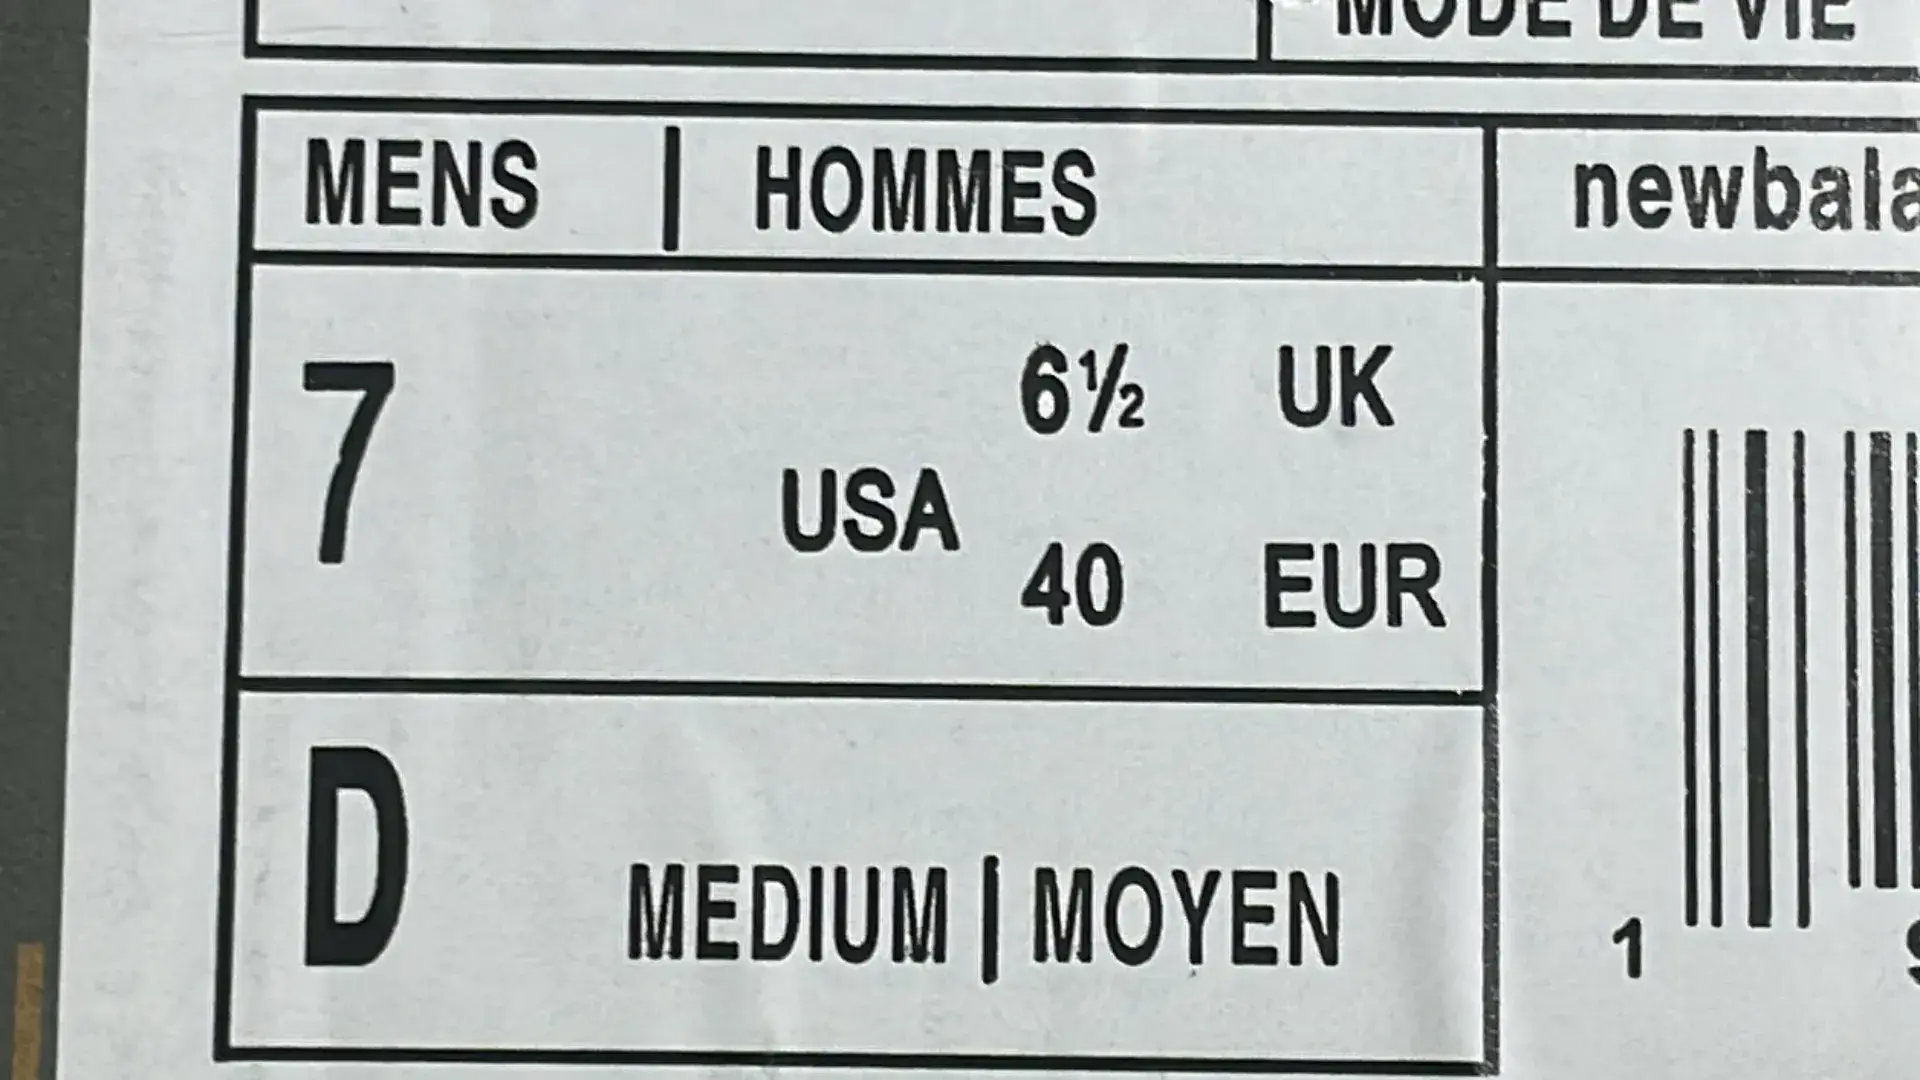 MODE DE VIE
MENS | HOMMES
newbala
7 USA
6½ UK
40 EUR
D MEDIUM | MOYEN
1